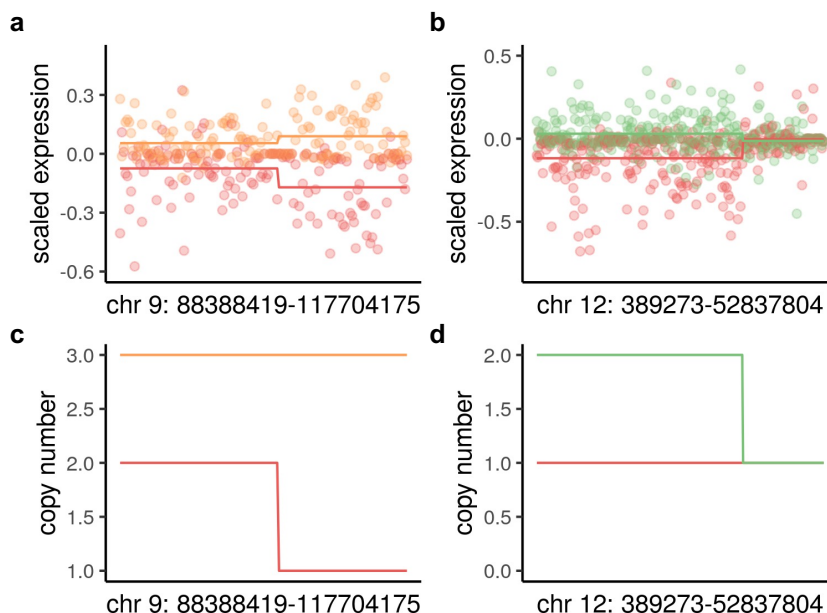 a
scaled expression
0.3
0.0
-0.3
-0.6
chr 9: 88388419-117704175
b
scaled expression
0.5
0.0
-0.5
chr 12: 389273-52837804
c
copy number
3.0
2.5
2.0
1.5
1.0
chr 9: 88388419-117704175
d
copy number
2.0
1.5
1.0
0.5
0.0
chr 12: 389273-52837804